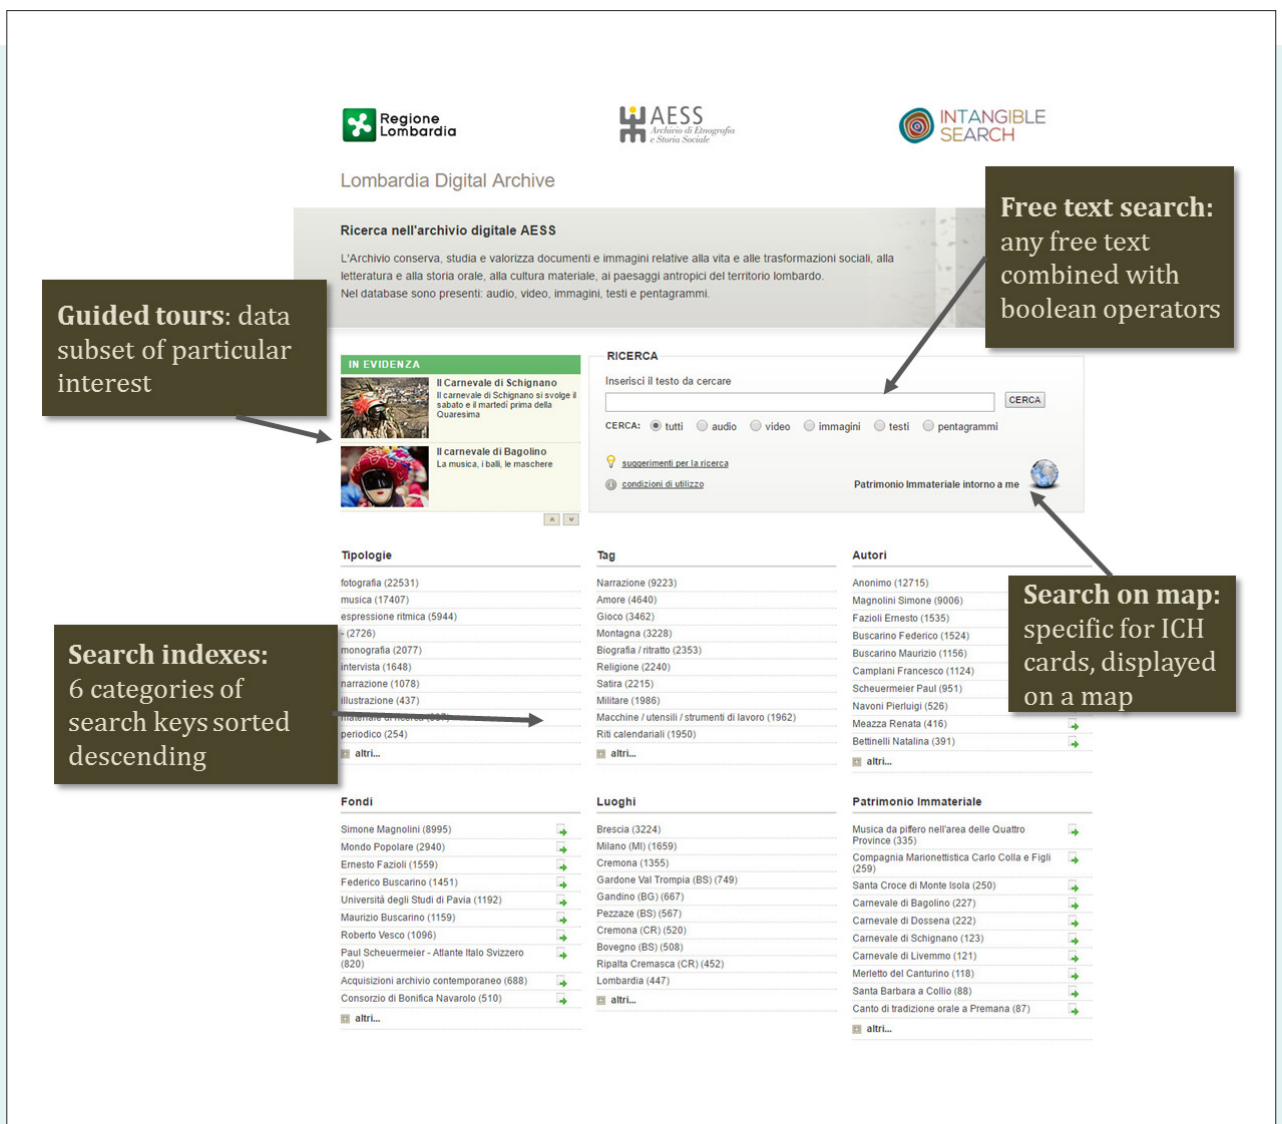 Regione
Lombardia
AESS
Archivio di Etnografia
e Storia Sociale
INTANGIBLE
SEARCH
Lombardia Digital Archive
Ricerca nell'archivio digitale AESS
L'Archivio conserva, studia e valorizza documenti e immagini relative alla vita e alle trasformazioni sociali, alla
letteratura e alla storia orale, alla cultura materiale, ai paesaggi antropici del territorio lombardo.
Nel database sono presenti: audio, video, immagini, testi e pentagrammi.
Free text search:
any free text
combined with
boolean operators
Guided tours: data
subset of particular
interest
IN EVIDENZA
Il Carnevale di Schignano
Il carnevale di Schignano si svolge il
sabato e il martedì prima della
Quaresima
Il carnevale di Bagolino
La musica, i balli, le maschere
RICERCA
Inserisci il testo da cercare
CERCA
CERCA: tutti audio video immagini testi pentagrammi
suggerimenti per la ricerca
condizioni di utilizzo
Patrimonio Immateriale intorno a me
Search on map:
specific for ICH
cards, displayed
on a map
Search indexes:
6 categories of
search keys sorted
descending
Tipologie
fotografia (22531)
musica (17407)
espressione ritmica (5944)
- (2726)
monografia (2077)
intervista (1648)
narrazione (1078)
illustrazione (437)
materiale di ricerca
periodico (254)
altri...
Tag
Narrazione (9223)
Amore (4640)
Gioco (3462)
Montagna (3228)
Biografia / ritratto (2353)
Religione (2240)
Satira (2215)
Militare (1986)
Macchine / utensili / strumenti di lavoro (1962)
Riti calendariali (1950)
altri...
Autori
Anonimo (12715)
Magnolini Simone (9006)
Fazioli Ernesto (1535)
Buscarino Federico (1524)
Buscarino Maurizio (1156)
Camplani Francesco (1124)
Scheuermeier Paul (951)
Navoni Pierluigi (526)
Meazza Renata (416)
Bettinelli Natalina (391)
altri...
Fondi
Simone Magnolini (8995)
Mondo Popolare (2940)
Ernesto Fazioli (1559)
Federico Buscarino (1451)
Università degli Studi di Pavia (1192)
Maurizio Buscarino (1159)
Roberto Vesco (1096)
Paul Scheuermeier - Atlante Italo Svizzero
(820)
Acquisizioni archivio contemporaneo (688)
Consorzio di Bonifica Navarolo (510)
altri...
Luoghi
Brescia (3224)
Milano (MI) (1659)
Cremona (1355)
Gardone Val Trompia (BS) (749)
Gandino (BG) (667)
Pezzaze (BS) (567)
Cremona (CR) (520)
Bovegno (BS) (508)
Ripalta Cremasca (CR) (452)
Lombardia (447)
altri...
Patrimonio Immateriale
Musica da piffero nell'area delle Quattro
Province (335)
Compagnia Marionettistica Carlo Colla e Figli
(259)
Santa Croce di Monte Isola (250)
Carnevale di Bagolino (227)
Carnevale di Dossena (222)
Carnevale di Schignano (123)
Carnevale di Livemmo (121)
Merletto del Canturino (118)
Santa Barbara a Collio (88)
Canto di tradizione orale a Premana (87)
altri...